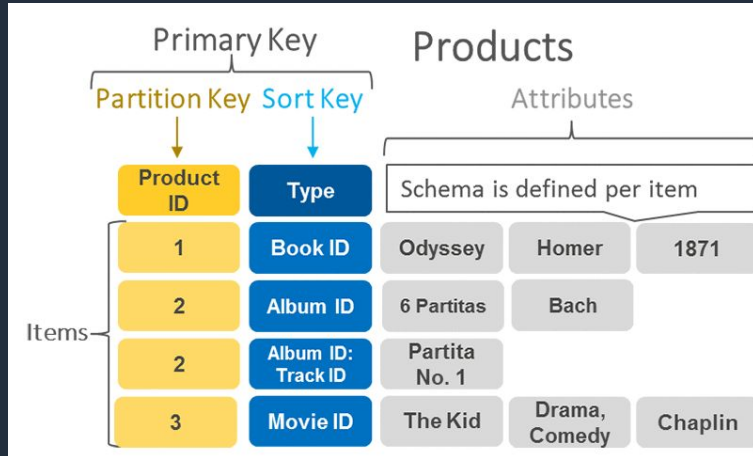 Primary Key
Products
Partition Key
Sort Key
Attributes
Product
ID
Type
Schema is defined per item
1
Book ID
Odyssey
Homer
1871
Items
2
Album ID
6 Partitas
Bach
2
Album ID:
Track ID
Partita
No. 1
3
Movie ID
The Kid
Drama,
Comedy
Chaplin